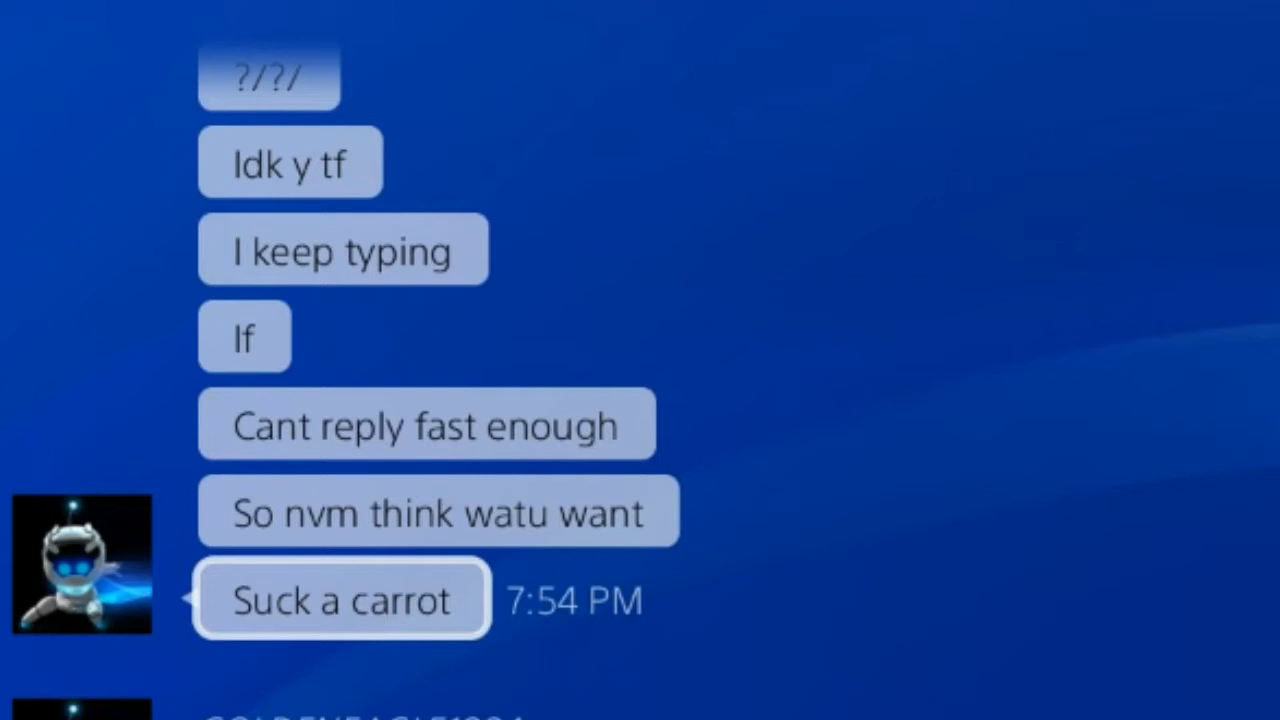 ?/?/
Idk y tf
I keep typing
If
Cant reply fast enough
So nvm think watu want
Suck a carrot
7:54 PM